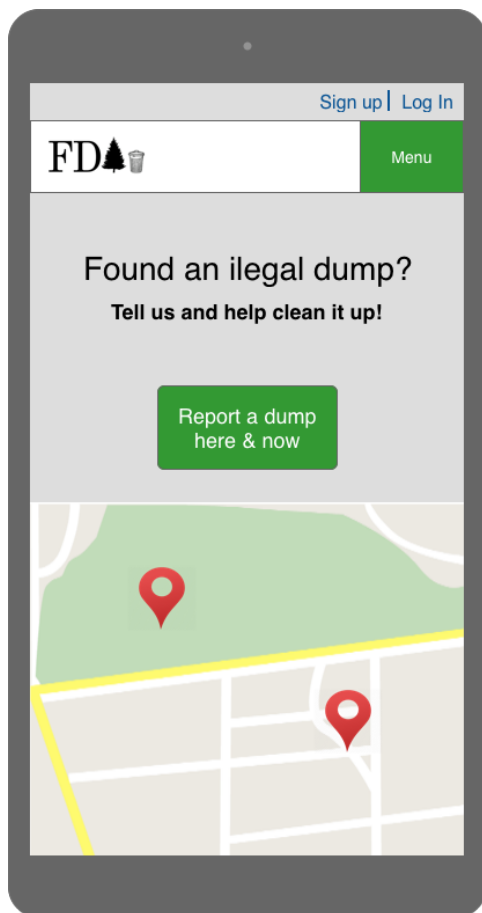 Sign up | Log In
FD
Menu
Found an ilegal dump?
Tell us and help clean it up!
Report a dump
here & now